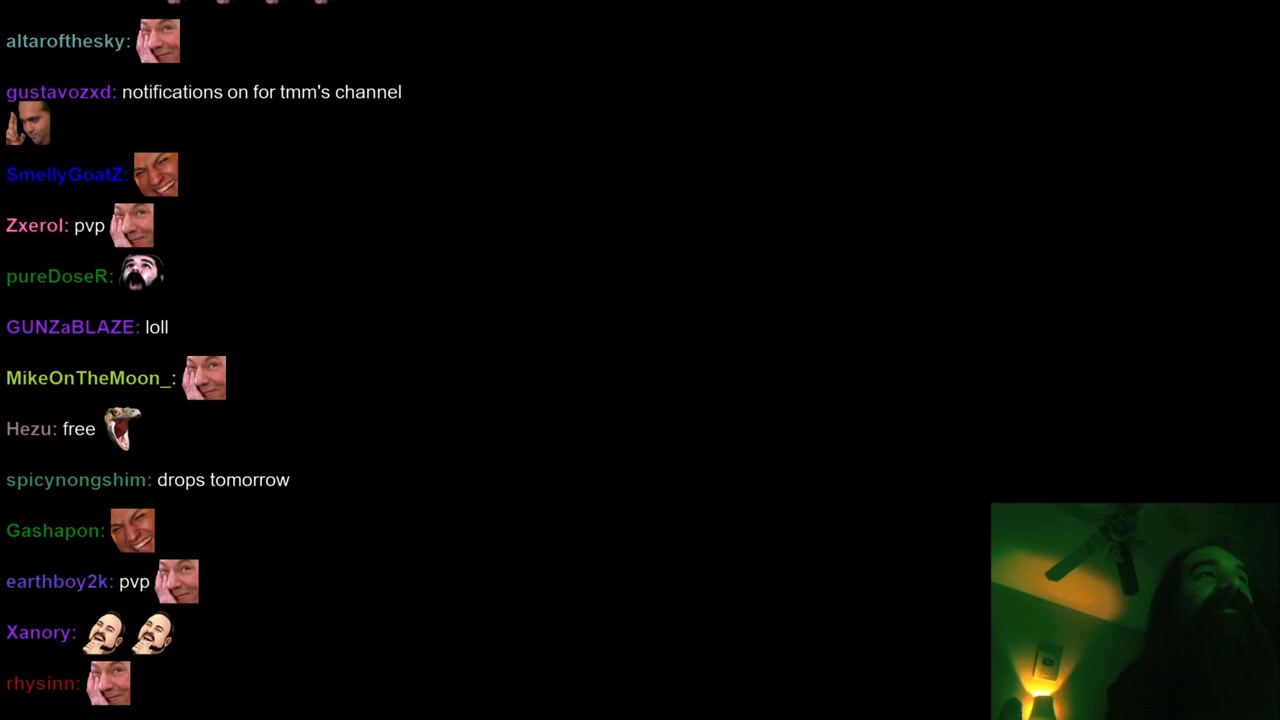 altarofthesky:
gustavozxd: notifications on for tmm's channel
SmellyGoatZ:
Zxerol: pvp
pureDoseR:
GUNZaBLAZE: loll
MikeOnTheMoon_:
Hezu: free
spicynongshim: drops tomorrow
Gashapon:
earthboy2k: pvp
Xanory:
rhysinn: